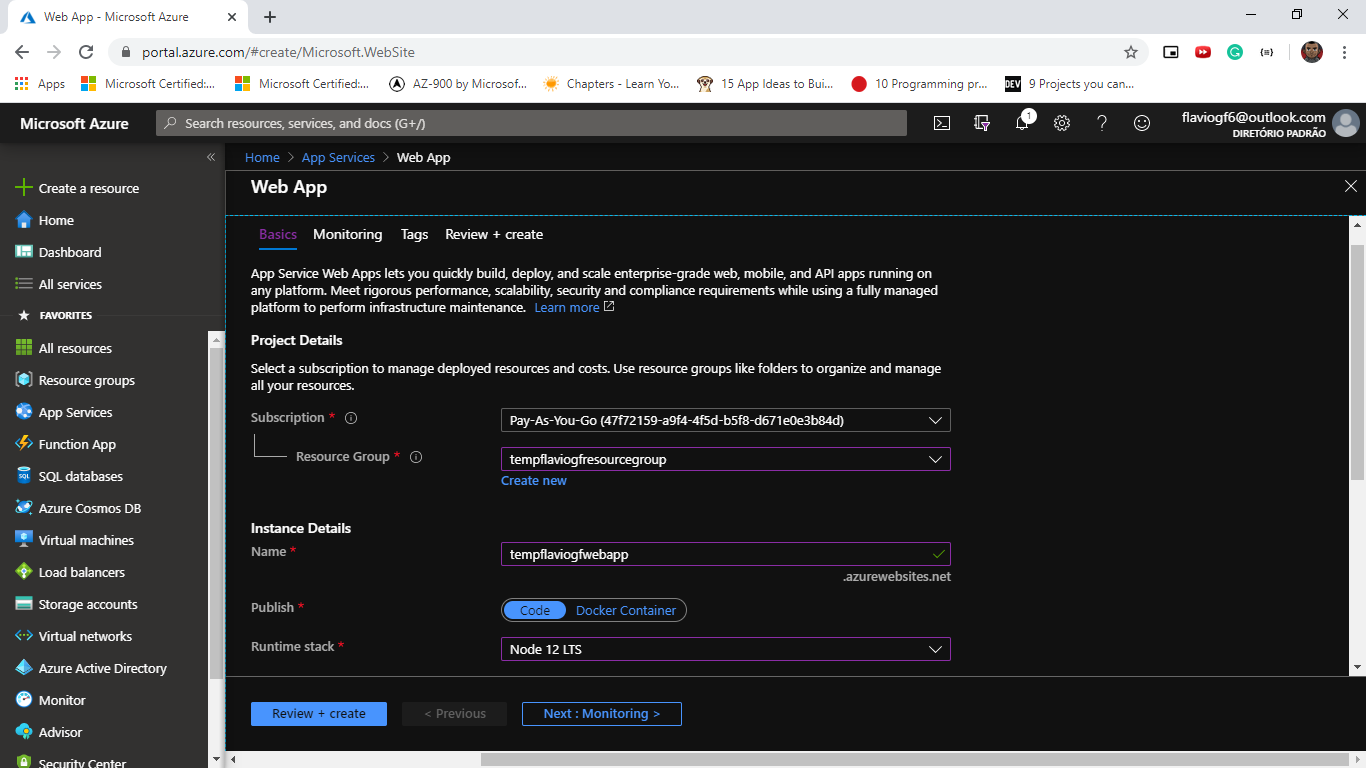 Web App - Microsoft Azure
portal.azure.com/#create/Microsoft.WebSite
Apps
Microsoft Certified:...
Microsoft Certified:...
AZ-900 by Microsof...
Chapters - Learn Yo...
15 App Ideas to Bui...
10 Programming pr...
DEV
9 Projects you can...
Microsoft Azure
Search resources, services, and docs (G+/)
1
flaviogf6@outlook.com
DIRETÓRIO PADRÃO
Create a resource
Home
Dashboard
All services
FAVORITES
All resources
Resource groups
App Services
Function App
SQL
SQL databases
Azure Cosmos DB
Virtual machines
Load balancers
Storage accounts
Virtual networks
Azure Active Directory
Monitor
Advisor
Security Center
Home > App Services > Web App
Web App
Basics
Monitoring
Tags
Review + create
App Service Web Apps lets you quickly build, deploy, and scale enterprise-grade web, mobile, and API apps running on
any platform. Meet rigorous performance, scalability, security and compliance requirements while using a fully managed
platform to perform infrastructure maintenance. Learn more
Project Details
Select a subscription to manage deployed resources and costs. Use resource groups like folders to organize and manage
all your resources.
Subscription *
Pay-As-You-Go (47f72159-a9f4-4f5d-b5f8-d671e0e3b84d)
Resource Group *
tempflaviogfresourcegroup
Create new
Instance Details
Name *
tempflaviogfwebapp
.azurewebsites.net
Publish *
Code
Docker Container
Runtime stack *
Node 12 LTS
Review + create
< Previous
Next : Monitoring >